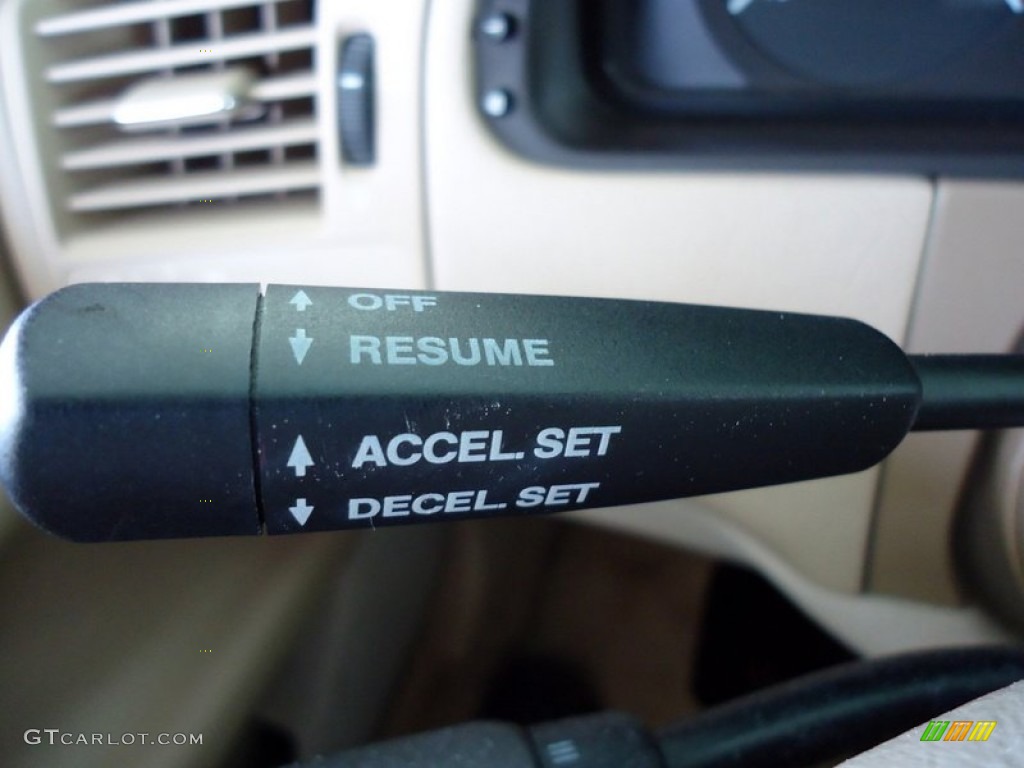 ↑ OFF
↓ RESUME
↑ ACCEL. SET
↓ DECEL. SET
GTCARLOT.COM